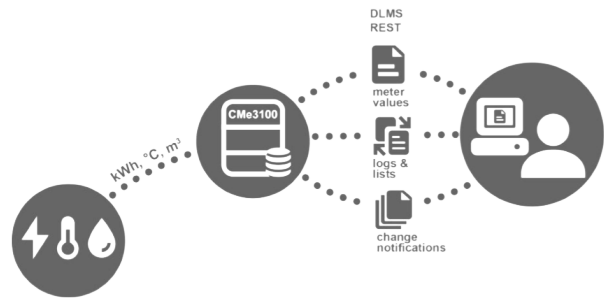 DLMS
REST
CMe3100
meter
values
kWh, °C, m³
logs &
lists
change
notifications